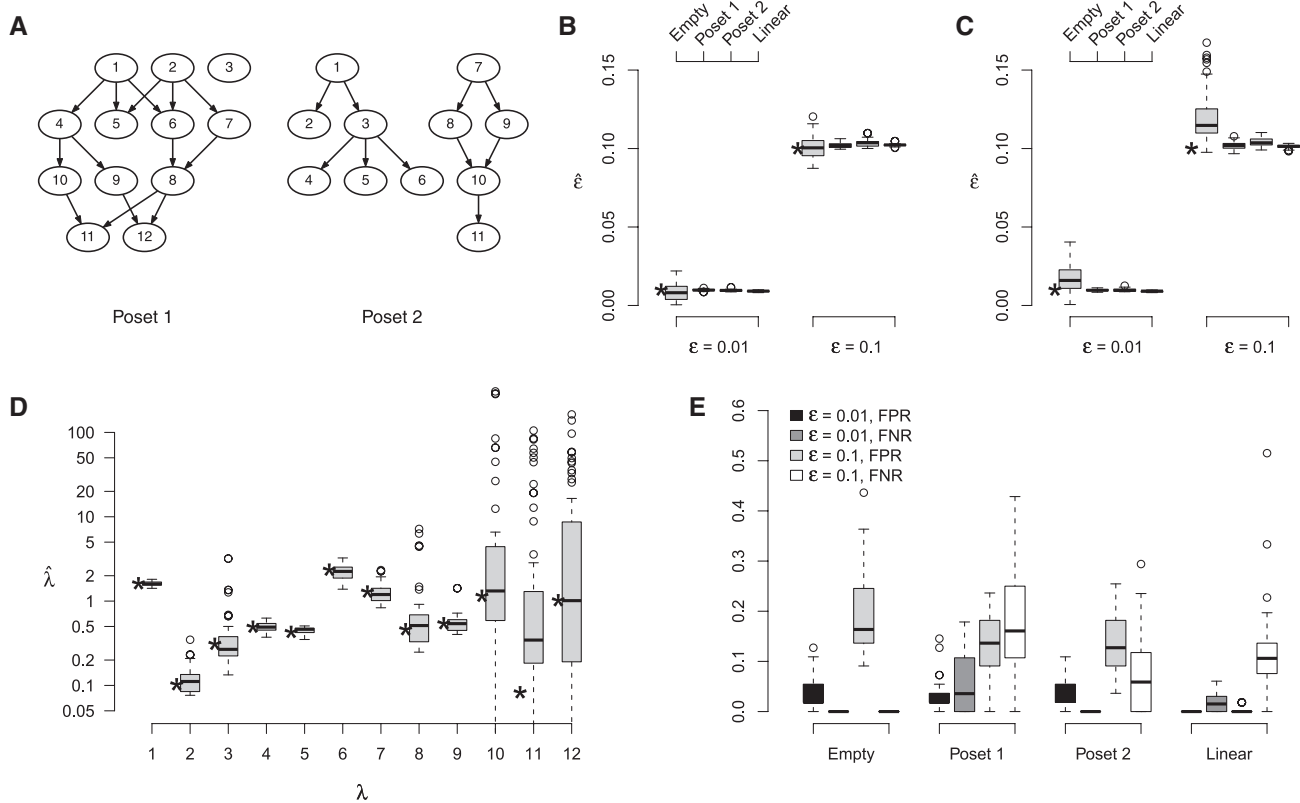 A
1 2 3
4 5 6 7
10 9 8
11 12
Poset 1
1 7
2 3 8 9
4 5 6 10
11
Poset 2
B
Empty
Poset 1
Poset 2
Linear
0.15
0.10
0.05
0.00
ε̂
*
*
ε = 0.01
ε = 0.1
C
Empty
Poset 1
Poset 2
Linear
0.15
0.10
0.05
0.00
ε̂
*
*
ε = 0.01
ε = 0.1
D
100
50
20
10
5
2
1
0.5
0.2
0.1
0.05
λ̂
* * * * * * * * * * * *
1 2 3 4 5 6 7 8 9 10 11 12
λ
E
0.6
0.5
0.4
0.3
0.2
0.1
0.0
ε = 0.01, FPR
ε = 0.01, FNR
ε = 0.1, FPR
ε = 0.1, FNR
Empty Poset 1 Poset 2 Linear